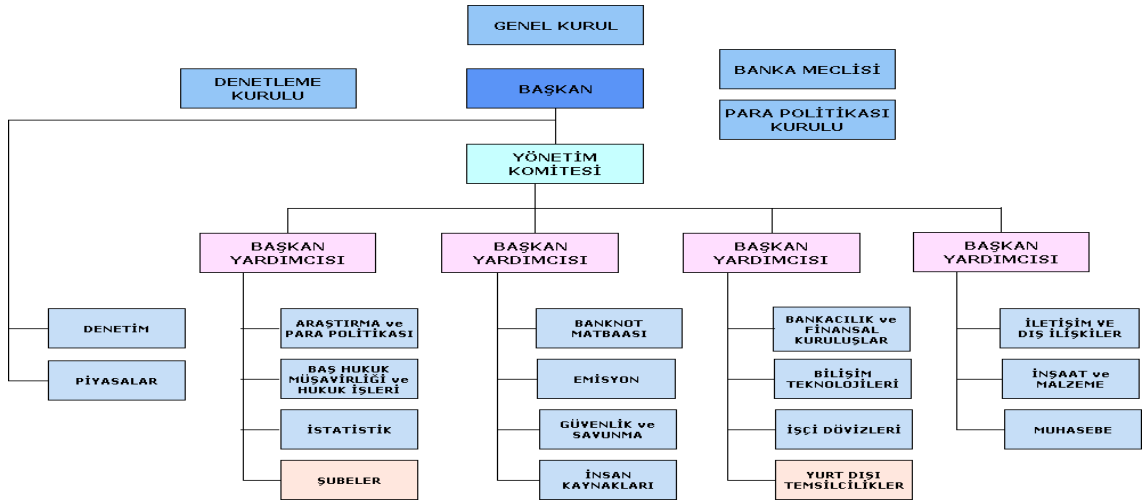 GENEL KURUL
DENETLEME
KURULU
BAŞKAN
BANKA MECLİSİ
PARA POLİTİKASI
KURULU
YÖNETİM
KOMİTESİ
BAŞKAN
YARDIMCISI
BAŞKAN
YARDIMCISI
BAŞKAN
YARDIMCISI
BAŞKAN
YARDIMCISI
DENETİM
PİYASALAR
ARAŞTIRMA ve
PARA POLİTİKASI
BAŞ HUKUK
MÜŞAVİRLİĞİ ve
HUKUK İŞLERİ
İSTATİSTİK
ŞUBELER
BANKNOT
MATBAASI
EMİSYON
GÜVENLİK ve
SAVUNMA
İNSAN
KAYNAKLARI
BANKACILIK ve
FİNANSAL
KURULUŞLAR
BİLİŞİM
TEKNOLOJİLERİ
İŞÇİ DÖVİZLERİ
YURT DIŞI
TEMSİLCİLİKLER
İLETİŞİM VE
DIŞ İLİŞKİLER
İNŞAAT ve
MALZEME
MUHASEBE